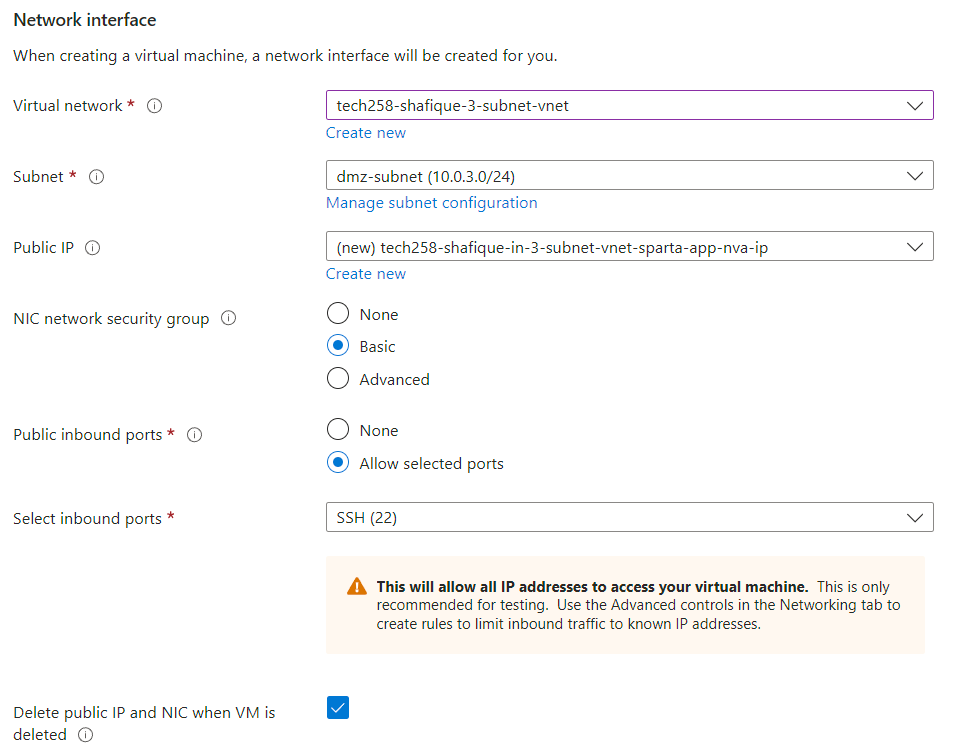 Network interface
When creating a virtual machine, a network interface will be created for you.
Virtual network *
tech258-shafique-3-subnet-vnet
Create new
Subnet *
dmz-subnet (10.0.3.0/24)
Manage subnet configuration
Public IP
(new) tech258-shafique-in-3-subnet-vnet-sparta-app-nva-ip
Create new
NIC network security group
None
Basic
Advanced
Public inbound ports *
None
Allow selected ports
Select inbound ports *
SSH (22)
This will allow all IP addresses to access your virtual machine. This is only
recommended for testing. Use the Advanced controls in the Networking tab to
create rules to limit inbound traffic to known IP addresses.
Delete public IP and NIC when VM is
deleted